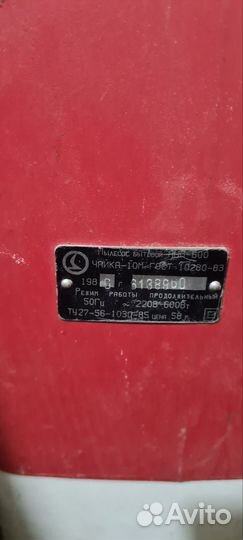 Пылесос бытовой ПНП-600
ЧАЙКА-10М ГОСТ 10280-83
198 г 6138960
Режим работы продолжительный
50Гц ~ 220В 600Вт
ТУ27-56-1030-85 цена 58 р.
Avito